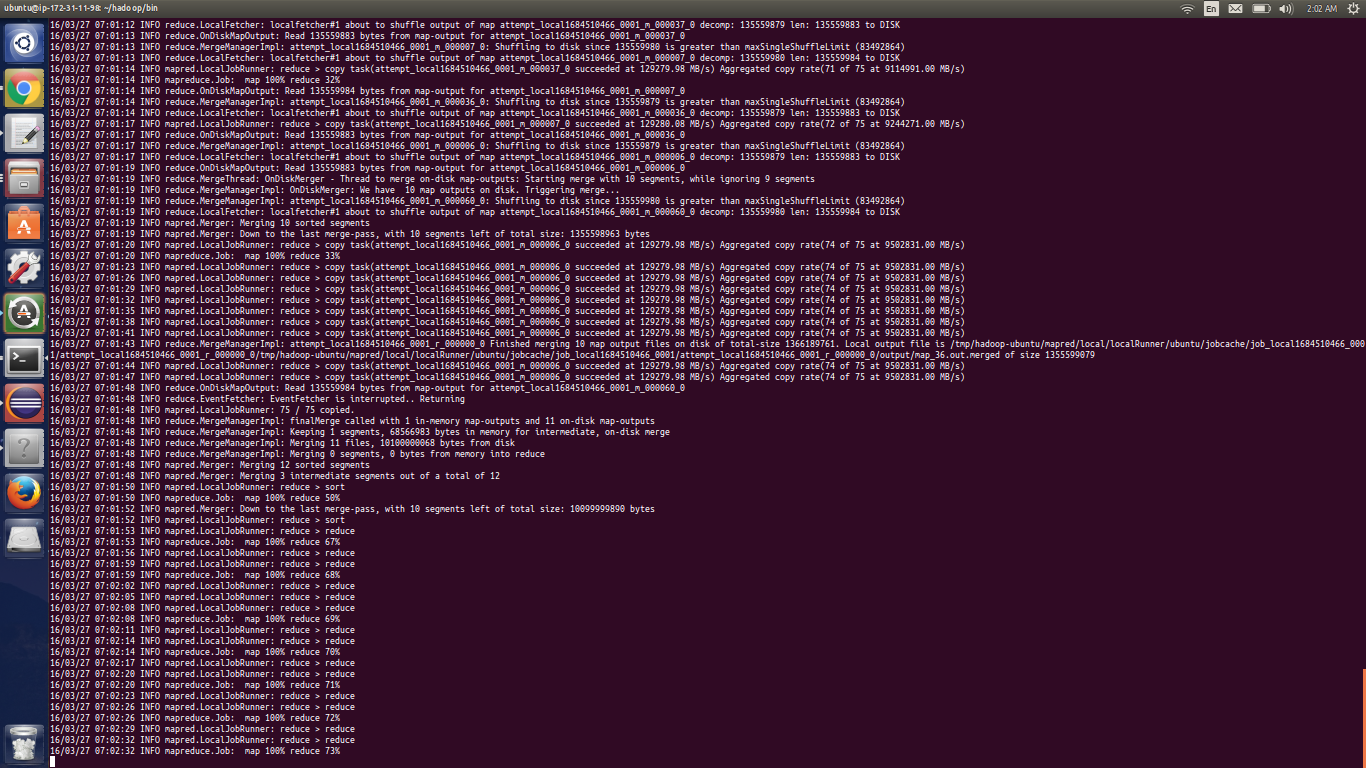 ubuntu@ip-172-31-11-98: ~/hadoop/bin
En
2:02 AM
16/03/27 07:01:12 INFO reduce.LocalFetcher: localfetcher#1 about to shuffle output of map attempt_local1684510466_0001_m_000037_0 decomp: 135559879 len: 135559883 to DISK
16/03/27 07:01:13 INFO reduce.OnDiskMapOutput: Read 135559883 bytes from map-output for attempt_local1684510466_0001_m_000037_0
16/03/27 07:01:13 INFO reduce.MergeManagerImpl: attempt_local1684510466_0001_m_000007_0: Shuffling to disk since 135559980 is greater than maxSingleShuffleLimit (83492864)
16/03/27 07:01:13 INFO reduce.LocalFetcher: localfetcher#1 about to shuffle output of map attempt_local1684510466_0001_m_000007_0 decomp: 135559980 len: 135559984 to DISK
16/03/27 07:01:14 INFO mapred.LocalJobRunner: reduce > copy task(attempt_local1684510466_0001_m_000037_0 succeeded at 129279.98 MB/s) Aggregated copy rate(71 of 75 at 9114991.00 MB/s)
16/03/27 07:01:14 INFO mapreduce.Job:  map 100% reduce 32%
16/03/27 07:01:14 INFO reduce.OnDiskMapOutput: Read 135559984 bytes from map-output for attempt_local1684510466_0001_m_000007_0
16/03/27 07:01:14 INFO reduce.MergeManagerImpl: attempt_local1684510466_0001_m_000036_0: Shuffling to disk since 135559879 is greater than maxSingleShuffleLimit (83492864)
16/03/27 07:01:14 INFO reduce.LocalFetcher: localfetcher#1 about to shuffle output of map attempt_local1684510466_0001_m_000036_0 decomp: 135559879 len: 135559883 to DISK
16/03/27 07:01:17 INFO mapred.LocalJobRunner: reduce > copy task(attempt_local1684510466_0001_m_000007_0 succeeded at 129280.08 MB/s) Aggregated copy rate(72 of 75 at 9244271.00 MB/s)
16/03/27 07:01:17 INFO reduce.OnDiskMapOutput: Read 135559883 bytes from map-output for attempt_local1684510466_0001_m_000036_0
16/03/27 07:01:17 INFO reduce.MergeManagerImpl: attempt_local1684510466_0001_m_000006_0: Shuffling to disk since 135559879 is greater than maxSingleShuffleLimit (83492864)
16/03/27 07:01:17 INFO reduce.LocalFetcher: localfetcher#1 about to shuffle output of map attempt_local1684510466_0001_m_000006_0 decomp: 135559879 len: 135559883 to DISK
16/03/27 07:01:19 INFO reduce.OnDiskMapOutput: Read 135559883 bytes from map-output for attempt_local1684510466_0001_m_000006_0
16/03/27 07:01:19 INFO reduce.MergeThread: OnDiskMerger - Thread to merge on-disk map-outputs: Starting merge with 10 segments, while ignoring 9 segments
16/03/27 07:01:19 INFO reduce.MergeManagerImpl: OnDiskMerger: We have  10 map outputs on disk. Triggering merge...
16/03/27 07:01:19 INFO reduce.MergeManagerImpl: attempt_local1684510466_0001_m_000060_0: Shuffling to disk since 135559980 is greater than maxSingleShuffleLimit (83492864)
16/03/27 07:01:19 INFO reduce.LocalFetcher: localfetcher#1 about to shuffle output of map attempt_local1684510466_0001_m_000060_0 decomp: 135559980 len: 135559984 to DISK
16/03/27 07:01:19 INFO mapred.Merger: Merging 10 sorted segments
16/03/27 07:01:19 INFO mapred.Merger: Down to the last merge-pass, with 10 segments left of total size: 1355598963 bytes
16/03/27 07:01:20 INFO mapred.LocalJobRunner: reduce > copy task(attempt_local1684510466_0001_m_000006_0 succeeded at 129279.98 MB/s) Aggregated copy rate(74 of 75 at 9502831.00 MB/s)
16/03/27 07:01:20 INFO mapreduce.Job:  map 100% reduce 33%
16/03/27 07:01:23 INFO mapred.LocalJobRunner: reduce > copy task(attempt_local1684510466_0001_m_000006_0 succeeded at 129279.98 MB/s) Aggregated copy rate(74 of 75 at 9502831.00 MB/s)
16/03/27 07:01:26 INFO mapred.LocalJobRunner: reduce > copy task(attempt_local1684510466_0001_m_000006_0 succeeded at 129279.98 MB/s) Aggregated copy rate(74 of 75 at 9502831.00 MB/s)
16/03/27 07:01:29 INFO mapred.LocalJobRunner: reduce > copy task(attempt_local1684510466_0001_m_000006_0 succeeded at 129279.98 MB/s) Aggregated copy rate(74 of 75 at 9502831.00 MB/s)
16/03/27 07:01:32 INFO mapred.LocalJobRunner: reduce > copy task(attempt_local1684510466_0001_m_000006_0 succeeded at 129279.98 MB/s) Aggregated copy rate(74 of 75 at 9502831.00 MB/s)
16/03/27 07:01:35 INFO mapred.LocalJobRunner: reduce > copy task(attempt_local1684510466_0001_m_000006_0 succeeded at 129279.98 MB/s) Aggregated copy rate(74 of 75 at 9502831.00 MB/s)
16/03/27 07:01:38 INFO mapred.LocalJobRunner: reduce > copy task(attempt_local1684510466_0001_m_000006_0 succeeded at 129279.98 MB/s) Aggregated copy rate(74 of 75 at 9502831.00 MB/s)
16/03/27 07:01:41 INFO mapred.LocalJobRunner: reduce > copy task(attempt_local1684510466_0001_m_000006_0 succeeded at 129279.98 MB/s) Aggregated copy rate(74 of 75 at 9502831.00 MB/s)
16/03/27 07:01:43 INFO reduce.MergeManagerImpl: attempt_local1684510466_0001_r_000000_0 Finished merging 10 map output files on disk of total-size 1366189761. Local output file is /tmp/hadoop-ubuntu/mapred/local/localRunner/ubuntu/jobcache/job_local1684510466_000
1/attempt_local1684510466_0001_r_000000_0/tmp/hadoop-ubuntu/mapred/local/localRunner/ubuntu/jobcache/job_local1684510466_0001/attempt_local1684510466_0001_r_000000_0/output/map_36.out.merged of size 1355599079
16/03/27 07:01:44 INFO mapred.LocalJobRunner: reduce > copy task(attempt_local1684510466_0001_m_000006_0 succeeded at 129279.98 MB/s) Aggregated copy rate(74 of 75 at 9502831.00 MB/s)
16/03/27 07:01:47 INFO mapred.LocalJobRunner: reduce > copy task(attempt_local1684510466_0001_m_000006_0 succeeded at 129279.98 MB/s) Aggregated copy rate(74 of 75 at 9502831.00 MB/s)
16/03/27 07:01:48 INFO reduce.OnDiskMapOutput: Read 135559984 bytes from map-output for attempt_local1684510466_0001_m_000060_0
16/03/27 07:01:48 INFO reduce.EventFetcher: EventFetcher is interrupted.. Returning
16/03/27 07:01:48 INFO mapred.LocalJobRunner: 75 / 75 copied.
16/03/27 07:01:48 INFO reduce.MergeManagerImpl: finalMerge called with 1 in-memory map-outputs and 11 on-disk map-outputs
16/03/27 07:01:48 INFO reduce.MergeManagerImpl: Keeping 1 segments, 68566983 bytes in memory for intermediate, on-disk merge
16/03/27 07:01:48 INFO reduce.MergeManagerImpl: Merging 11 files, 10100000068 bytes from disk
16/03/27 07:01:48 INFO reduce.MergeManagerImpl: Merging 0 segments, 0 bytes from memory into reduce
16/03/27 07:01:48 INFO mapred.Merger: Merging 12 sorted segments
16/03/27 07:01:48 INFO mapred.Merger: Merging 3 intermediate segments out of a total of 12
16/03/27 07:01:50 INFO mapred.LocalJobRunner: reduce > sort
16/03/27 07:01:50 INFO mapreduce.Job:  map 100% reduce 50%
16/03/27 07:01:52 INFO mapred.Merger: Down to the last merge-pass, with 10 segments left of total size: 10099999890 bytes
16/03/27 07:01:52 INFO mapred.LocalJobRunner: reduce > sort
16/03/27 07:01:53 INFO mapred.LocalJobRunner: reduce > reduce
16/03/27 07:01:53 INFO mapreduce.Job:  map 100% reduce 67%
16/03/27 07:01:56 INFO mapred.LocalJobRunner: reduce > reduce
16/03/27 07:01:59 INFO mapred.LocalJobRunner: reduce > reduce
16/03/27 07:01:59 INFO mapreduce.Job:  map 100% reduce 68%
16/03/27 07:02:02 INFO mapred.LocalJobRunner: reduce > reduce
16/03/27 07:02:05 INFO mapred.LocalJobRunner: reduce > reduce
16/03/27 07:02:08 INFO mapred.LocalJobRunner: reduce > reduce
16/03/27 07:02:08 INFO mapreduce.Job:  map 100% reduce 69%
16/03/27 07:02:11 INFO mapred.LocalJobRunner: reduce > reduce
16/03/27 07:02:14 INFO mapred.LocalJobRunner: reduce > reduce
16/03/27 07:02:14 INFO mapreduce.Job:  map 100% reduce 70%
16/03/27 07:02:17 INFO mapred.LocalJobRunner: reduce > reduce
16/03/27 07:02:20 INFO mapred.LocalJobRunner: reduce > reduce
16/03/27 07:02:20 INFO mapreduce.Job:  map 100% reduce 71%
16/03/27 07:02:23 INFO mapred.LocalJobRunner: reduce > reduce
16/03/27 07:02:26 INFO mapred.LocalJobRunner: reduce > reduce
16/03/27 07:02:26 INFO mapreduce.Job:  map 100% reduce 72%
16/03/27 07:02:29 INFO mapred.LocalJobRunner: reduce > reduce
16/03/27 07:02:32 INFO mapred.LocalJobRunner: reduce > reduce
16/03/27 07:02:32 INFO mapreduce.Job:  map 100% reduce 73%